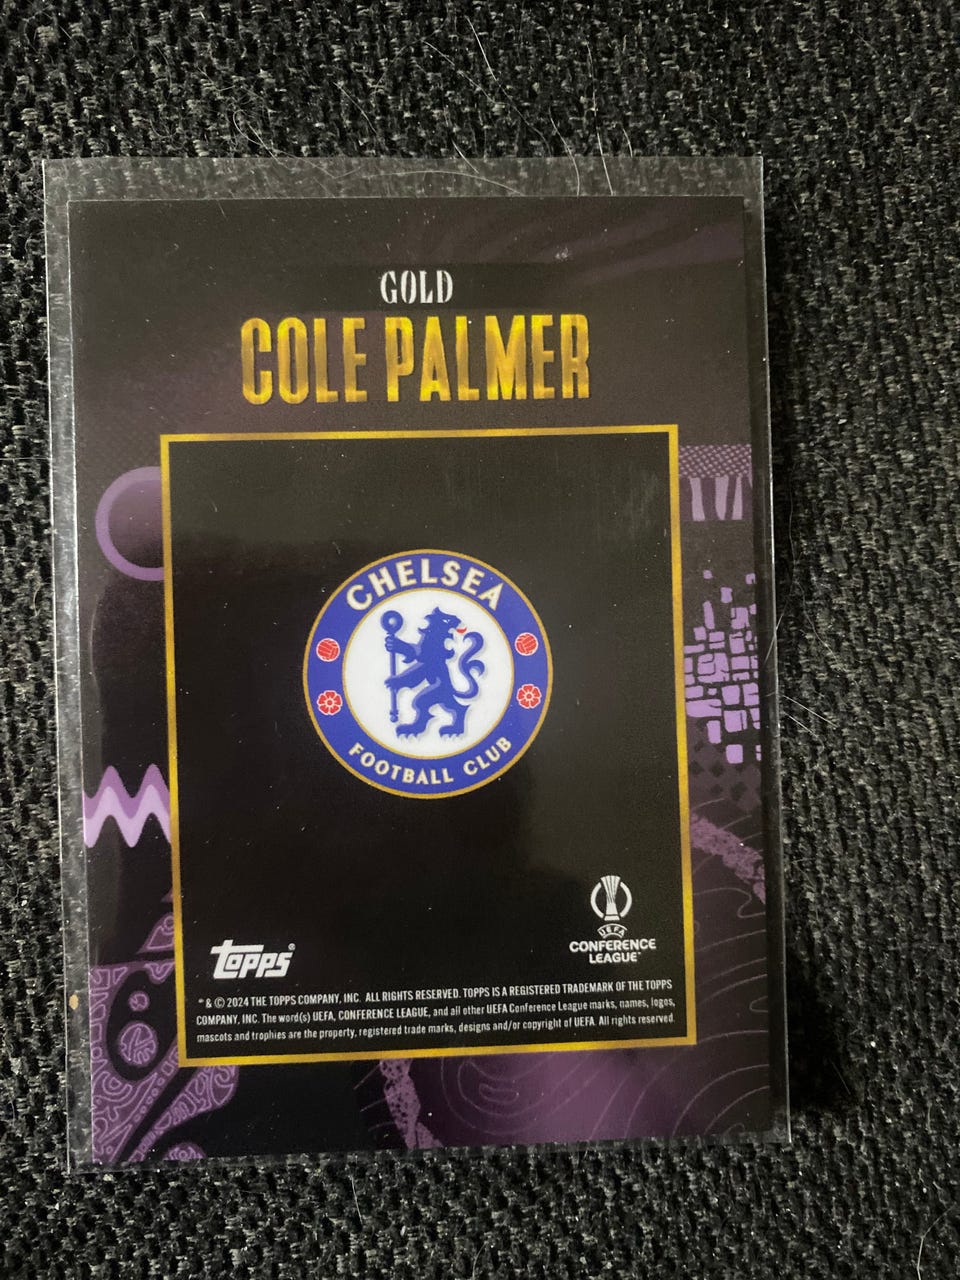 GOLD
COLE PALMER
CHELSEA
FOOTBALL CLUB
UEFA
CONFERENCE
LEAGUE™
Topps®
® & © 2024 THE TOPPS COMPANY, INC. ALL RIGHTS RESERVED. TOPPS IS A REGISTERED TRADEMARK OF THE TOPPS
COMPANY, INC. The word(s) UEFA, CONFERENCE LEAGUE, and all other UEFA Conference League marks, names, logos,
mascots and trophies are the property, registered trade marks, designs and/or copyright of UEFA. All rights reserved.